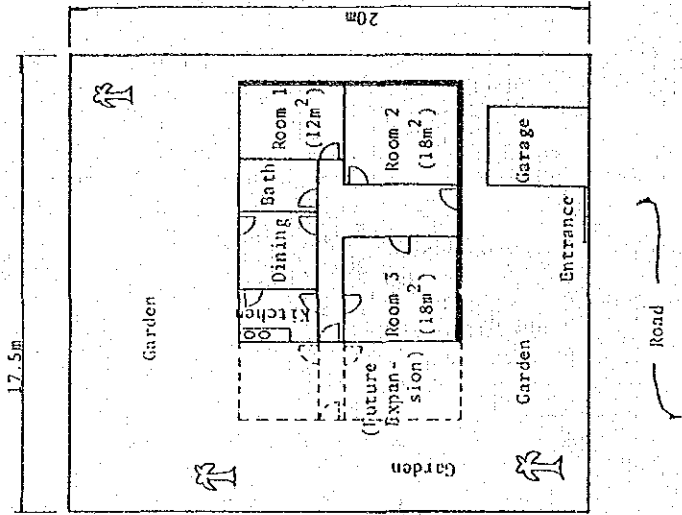 17.5m
20m
Garden
Kitchen
Dining
Bath
Room 1
(12m²)
Room 3
(18m²)
Room 2
(18m²)
(Future
Expan-
sion)
Garden
Garden
Garage
Entrance
Road